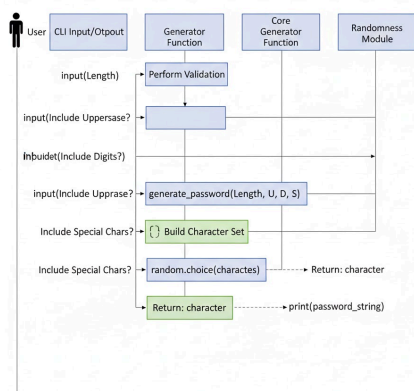 User
CLI Input/Otpout
Generator
Function
Core
Generator
Function
Randomness
Module
input(Length)
Perform Validation
input(Include Uppersase?
(Include Digits?)
input(Include Upprase?
generate_password(Length, U, D, S)
Include Special Chars?
{ } Build Character Set
Include Special Chars?
random.choice(charactes)
Return: character
Return: character
print(password_string)